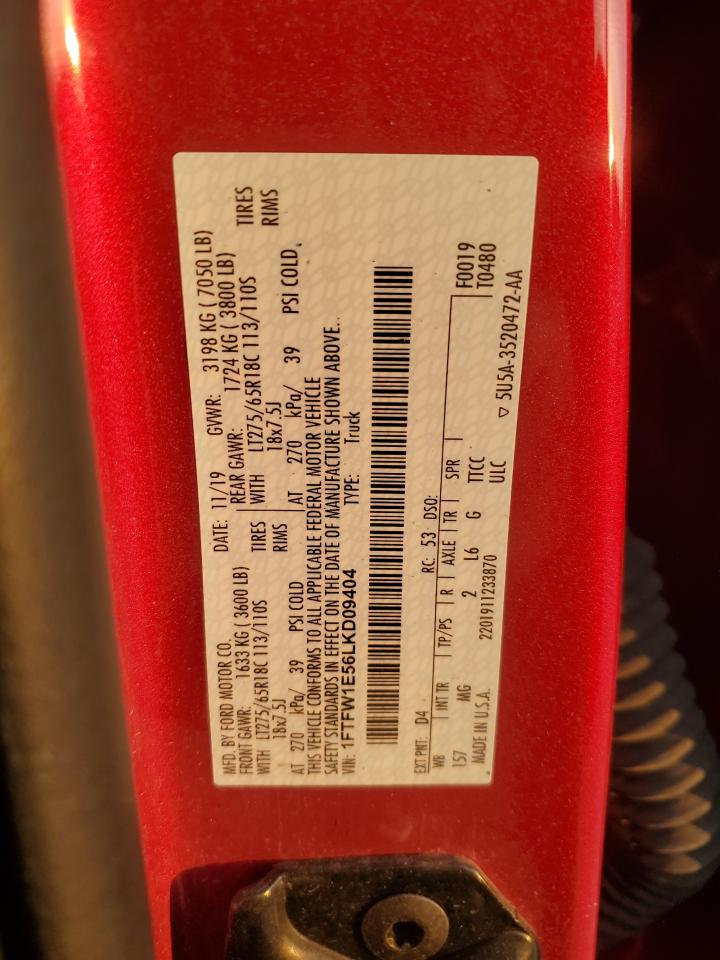 MFD. BY FORD MOTOR CO. DATE: 11/19 GVWR: 3198 KG ( 7050 LB)
FRONT GAWR: 1633 KG ( 3600 LB) REAR GAWR: 1724 KG ( 3800 LB)
WITH LT275/65R18C 113/110S TIRES WITH LT275/65R18C 113/110S TIRES
18x7.5J RIMS 18x7.5J RIMS
AT 270 kPa/ 39 PSI COLD AT 270 kPa/ 39 PSI COLD.
THIS VEHICLE CONFORMS TO ALL APPLICABLE FEDERAL MOTOR VEHICLE
SAFETY STANDARDS IN EFFECT ON THE DATE OF MANUFACTURE SHOWN ABOVE.
VIN: 1FTFW1E56LKD09404 TYPE: Truck
EXT PNT: D4 RC: 53 DSO: F0019
WB INT TR TP/PS R AXLE TR SPR T0480
157 MG 2 L6 G TTCC
MADE IN U.S.A. 2201911233870 ULC ▽ 5U5A-3520472-AA